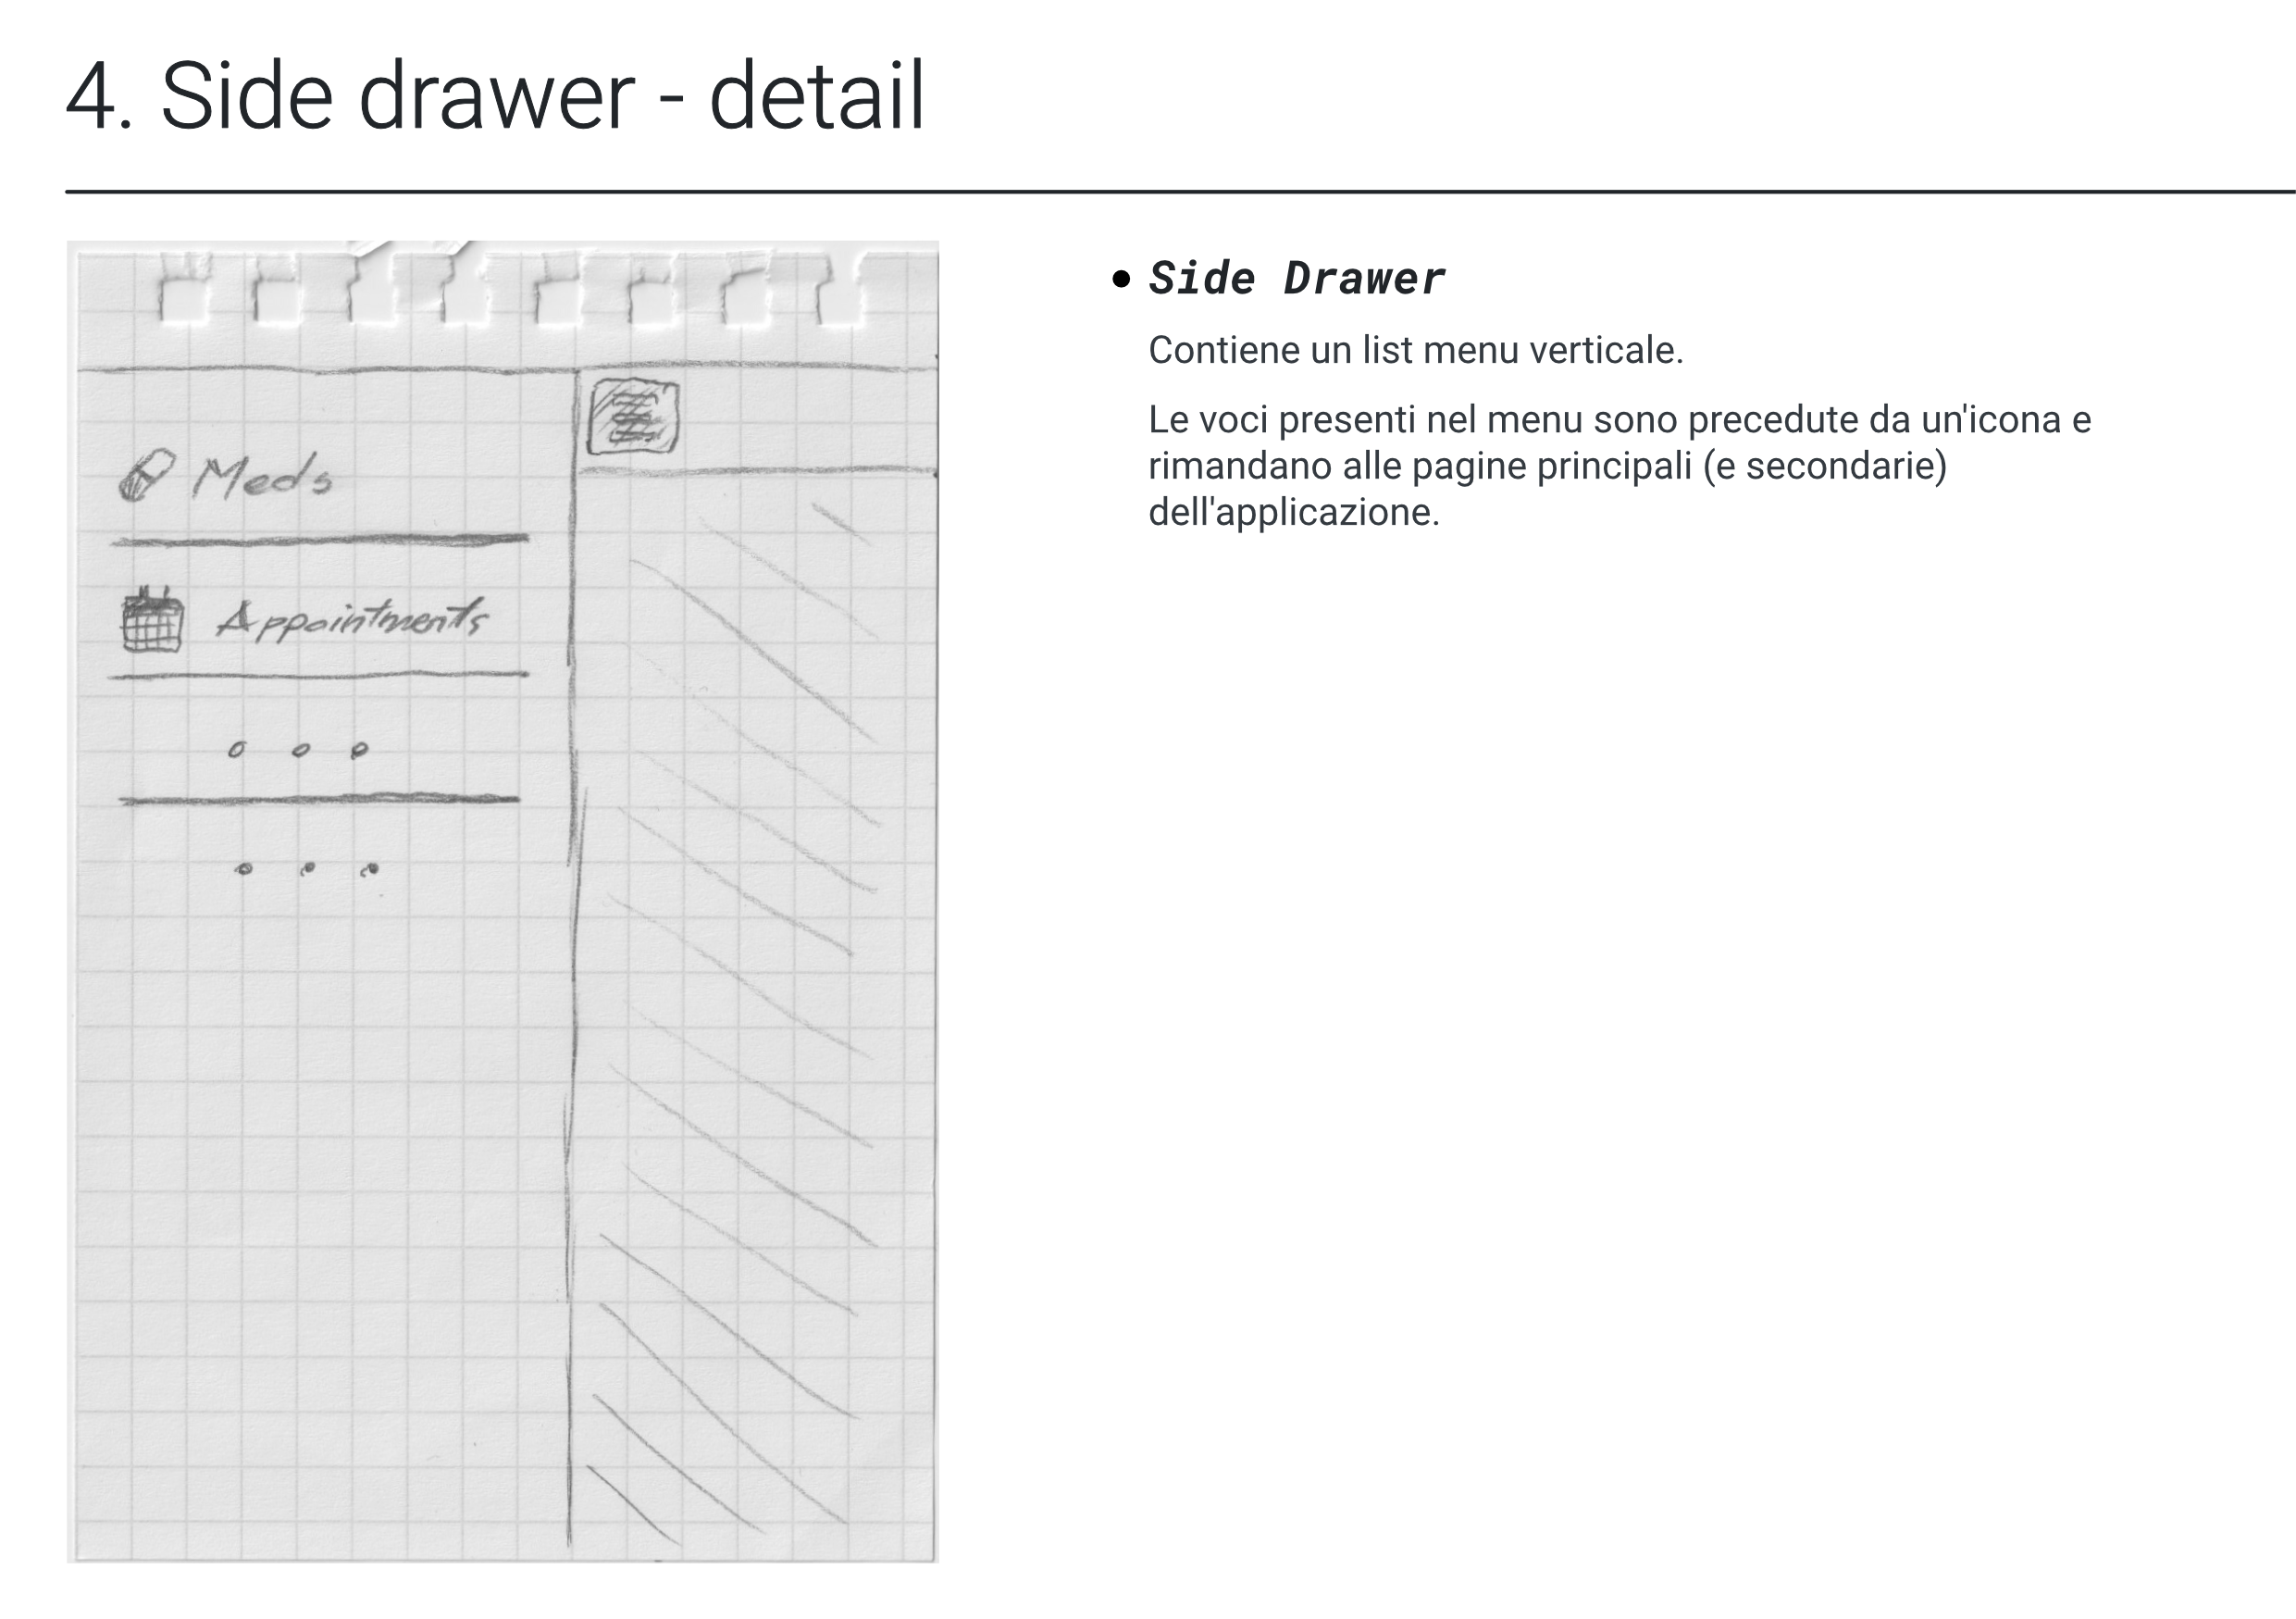 4. Side drawer - detail
Meds
Appointments
Side Drawer
Contiene un list menu verticale.
Le voci presenti nel menu sono precedute da un'icona e
rimandano alle pagine principali (e secondarie)
dell'applicazione.